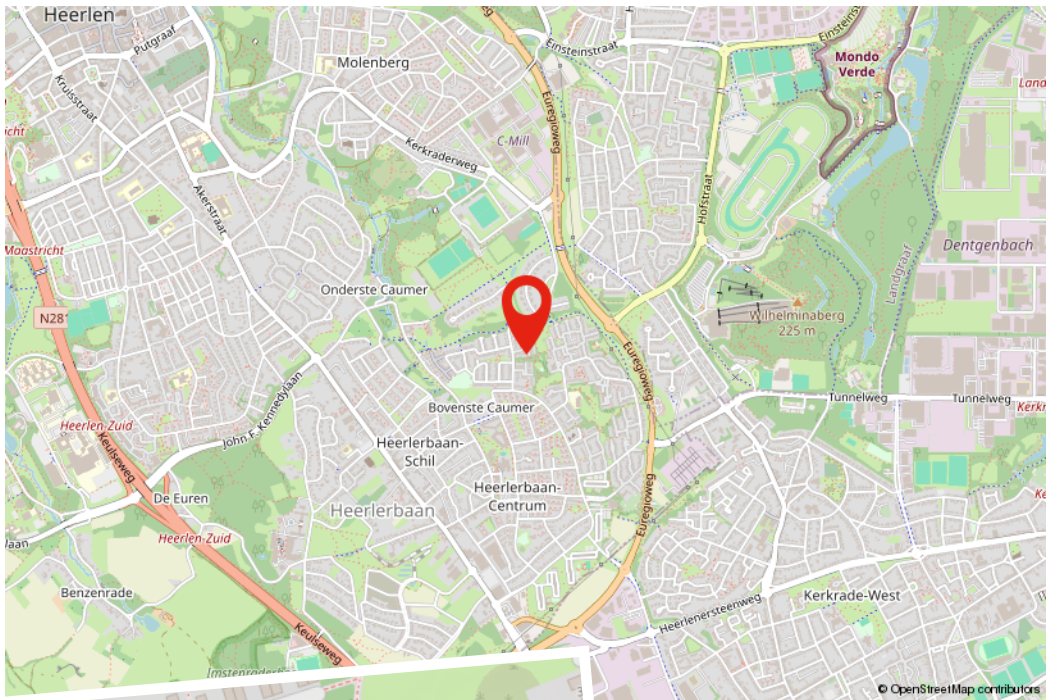 Heerlen
Putgraaf
Molenberg
Einsteinstraat
Einsteinst
Mondo
Verde
Kruisstraat
Euregioweg
C-Mill
Kerkraderweg
Akerstraat
Hofstraat
Maastricht
Dentgenbach
Landgraaf
Onderste Caumer
N281
Wilhelminaberg
225 m
Euregioweg
Tunnelweg
Tunnelweg
John F. Kennedylaan
Bovenste Caumer
Heerlen-Zuid
Heerlerbaan-
Schil
Keulseweg
Heerlerbaan-
Centrum
De Euren
Heerlerbaan
Euregioweg
Heerlen-Zuid
laan
Benzenrade
Kerkrade-West
Heerlenersteenweg
Keulseweg
© OpenStreetMap contributors